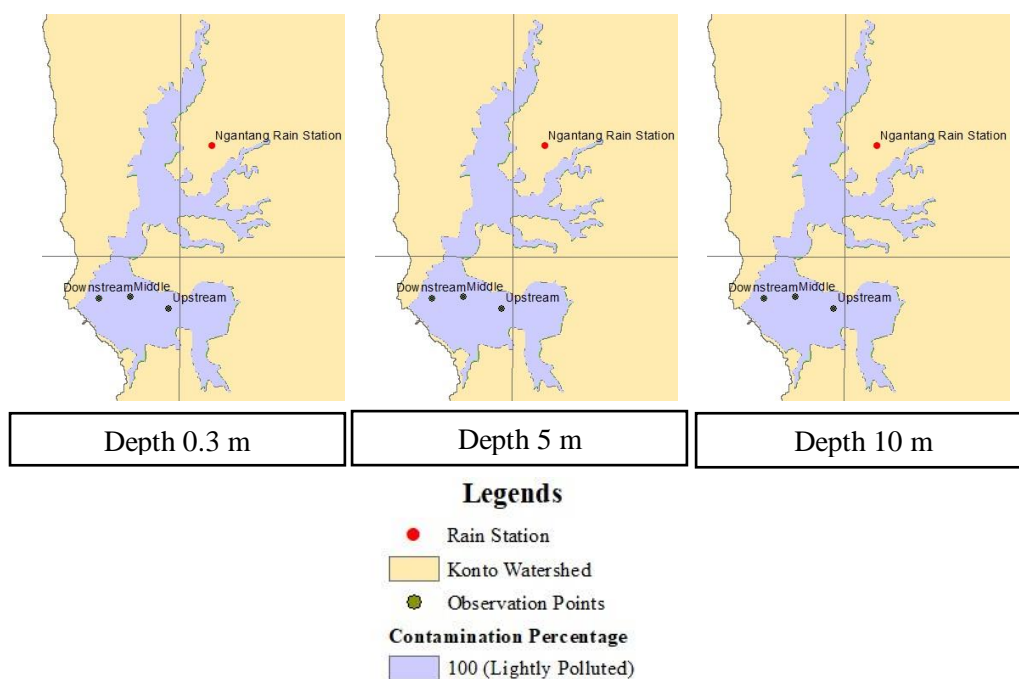 Ngantang Rain Station
Downstream Middle
Upstream
Ngantang Rain Station
Downstream Middle
Upstream
Ngantang Rain Station
Downstream Middle
Upstream
Depth 0.3 m
Depth 5 m
Depth 10 m
Legends
Rain Station
Konto Watershed
Observation Points
Contamination Percentage
100 (Lightly Polluted)